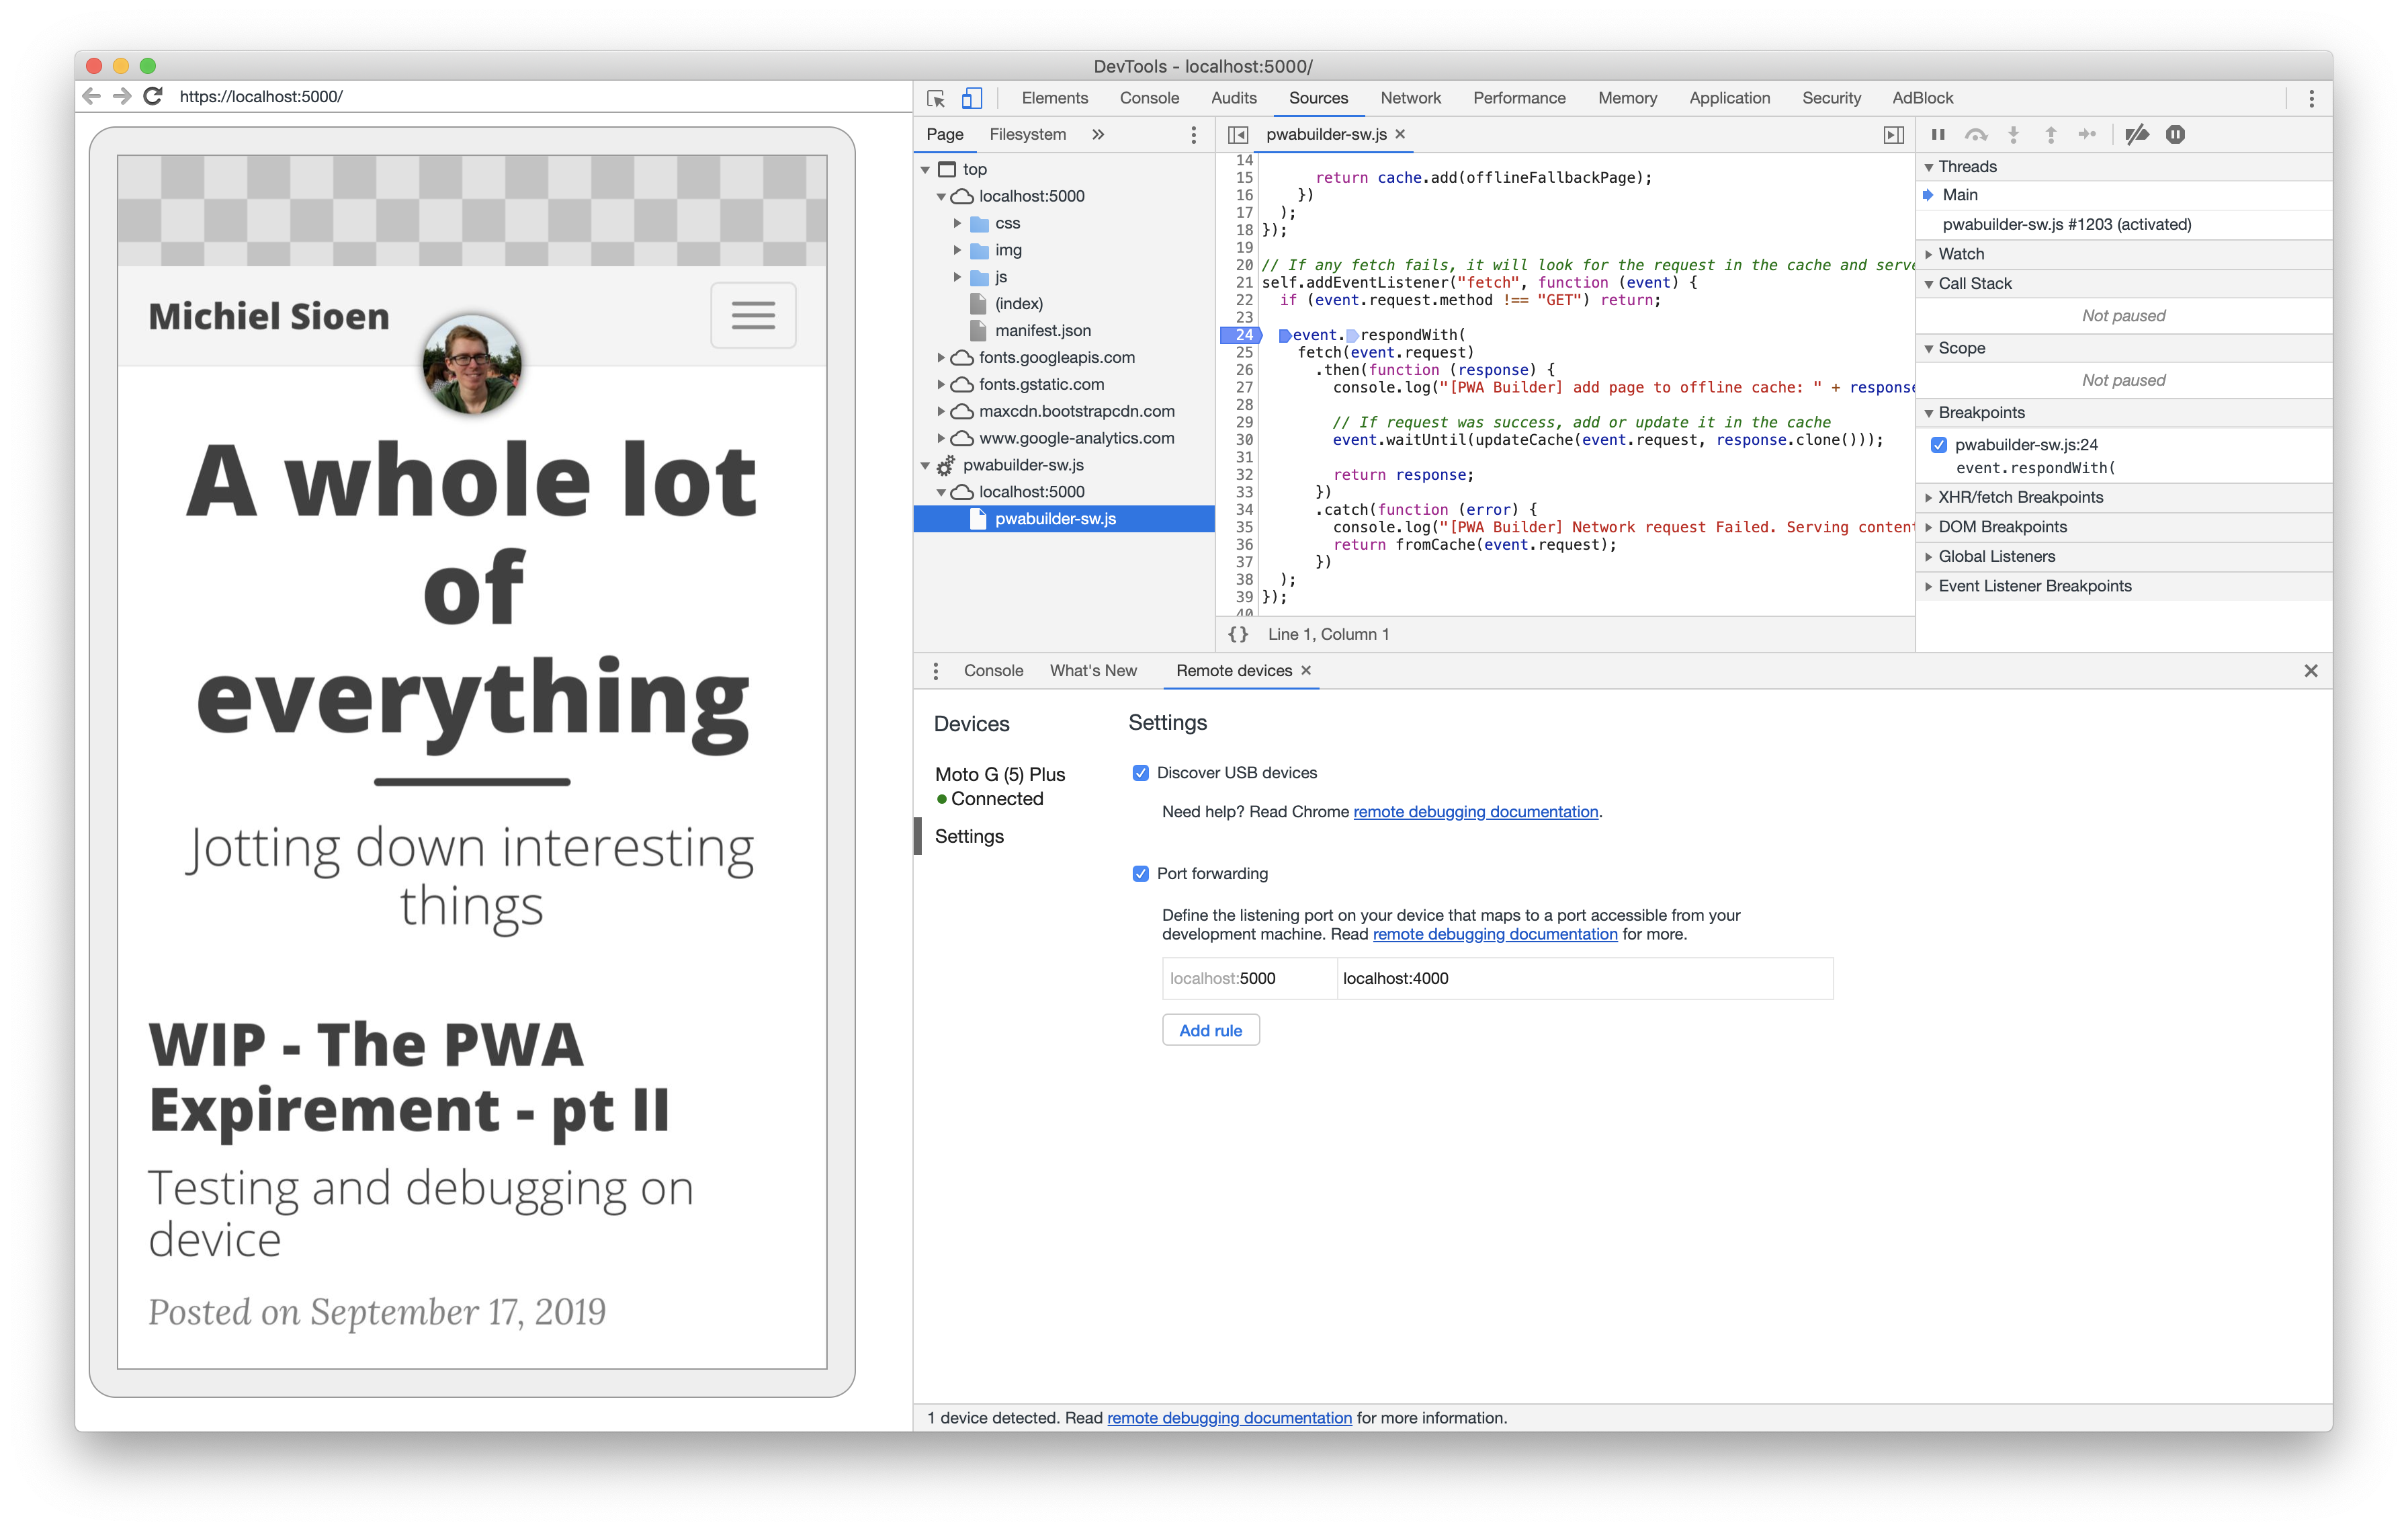 DevTools - localhost:5000/
https://localhost:5000/
Elements Console Audits Sources Network Performance Memory Application Security AdBlock
Michiel Sioen
A whole lot
of
everything
Jotting down interesting
things
WIP - The PWA
Expirement - pt II
Testing and debugging on
device
Posted on September 17, 2019
Page Filesystem
top
localhost:5000
css
img
js
(index)
manifest.json
fonts.googleapis.com
fonts.gstatic.com
maxcdn.bootstrapcdn.com
www.google-analytics.com
pwabuilder-sw.js
localhost:5000
pwabuilder-sw.js
pwabuilder-sw.js
14
15 return cache.add(offlineFallbackPage);
16 })
17 );
18 });
19
20 // If any fetch fails, it will look for the request in the cache and serve
21 self.addEventListener("fetch", function (event) {
22 if (event.request.method !== "GET") return;
23
24 event.respondWith(
25 fetch(event.request)
26 .then(function (response) {
27 console.log("[PWA Builder] add page to offline cache: " + response
28
29 // If request was success, add or update it in the cache
30 event.waitUntil(updateCache(event.request, response.clone()));
31
32 return response;
33 })
34 .catch(function (error) {
35 console.log("[PWA Builder] Network request Failed. Serving content
36 return fromCache(event.request);
37 })
38 );
39 });
40
{} Line 1, Column 1
Threads
Main
pwabuilder-sw.js #1203 (activated)
Watch
Call Stack
Not paused
Scope
Not paused
Breakpoints
pwabuilder-sw.js:24
event.respondWith(
XHR/fetch Breakpoints
DOM Breakpoints
Global Listeners
Event Listener Breakpoints
Console What's New Remote devices
Devices
Moto G (5) Plus
Connected
Settings
Settings
Discover USB devices
Need help? Read Chrome remote debugging documentation.
Port forwarding
Define the listening port on your device that maps to a port accessible from your
development machine. Read remote debugging documentation for more.
localhost:5000 localhost:4000
Add rule
1 device detected. Read remote debugging documentation for more information.